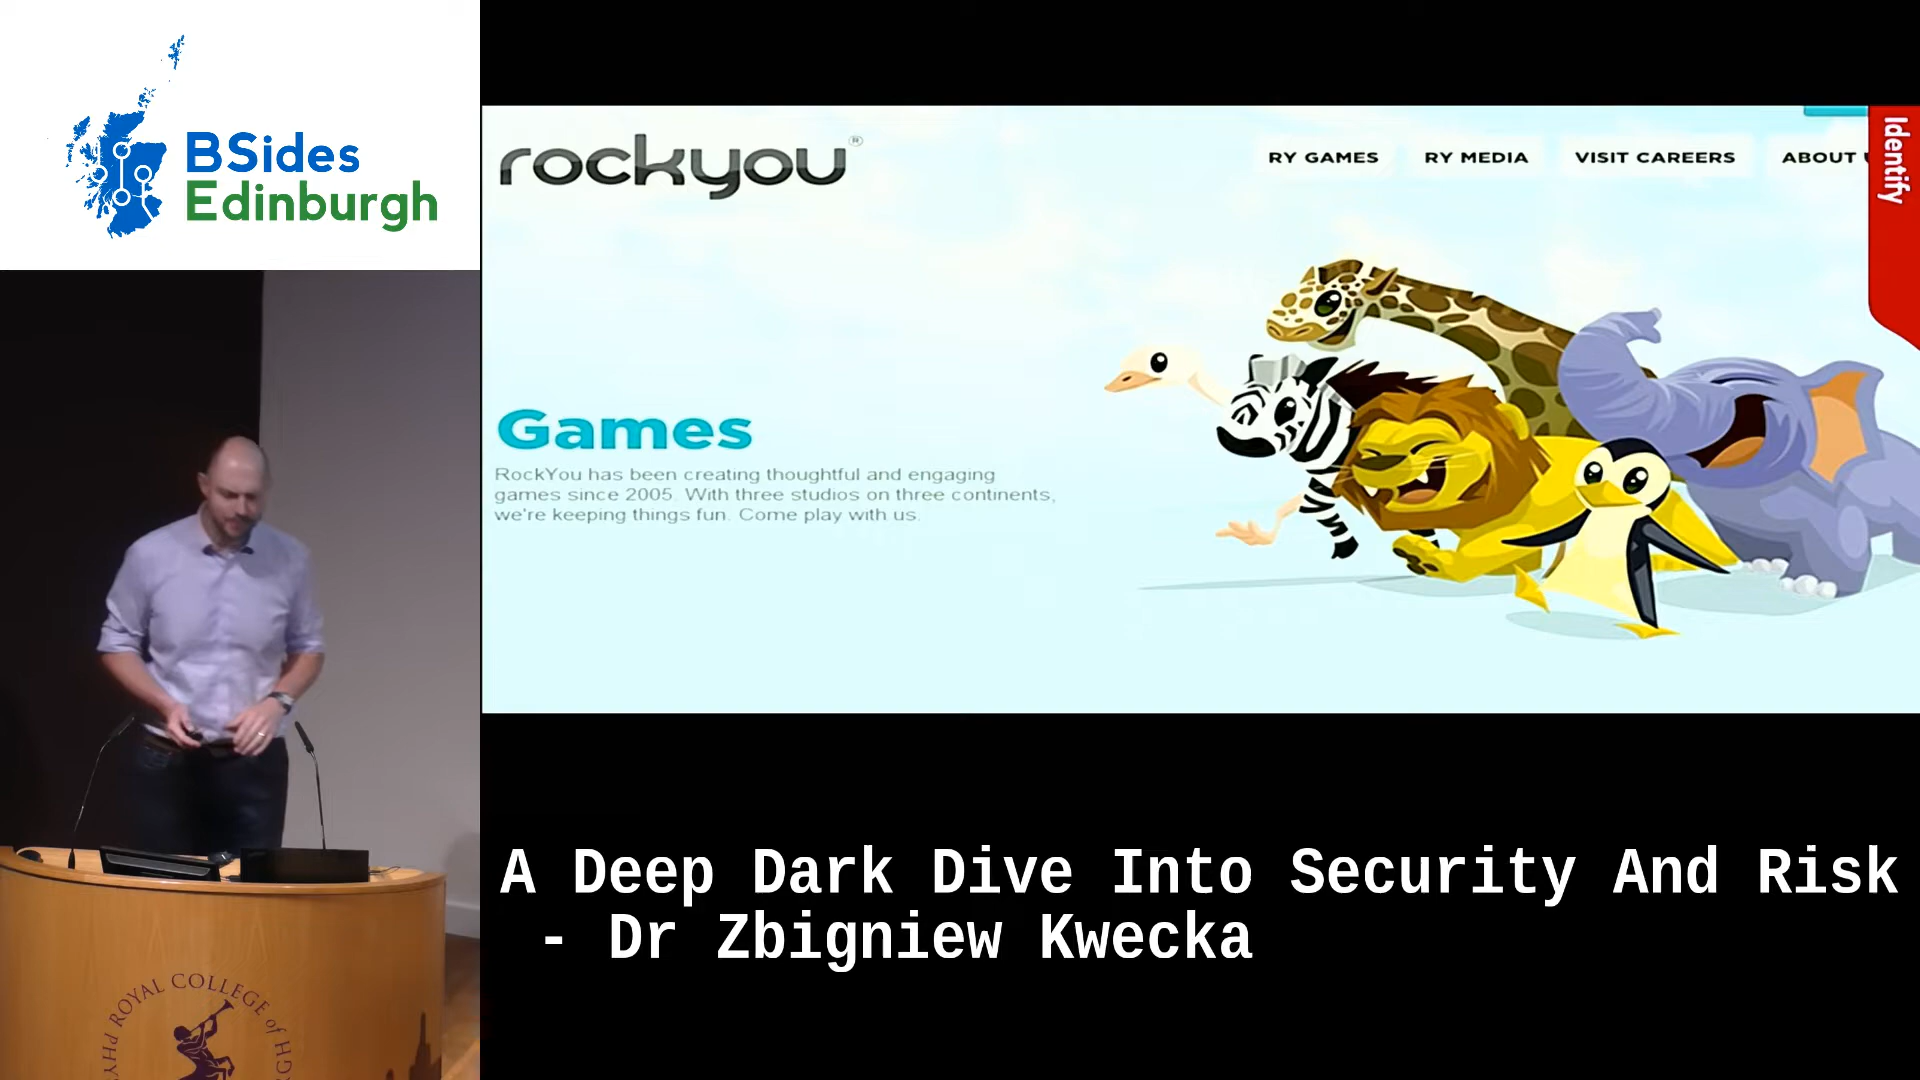 BSides
Edinburgh
rockyou®
RY GAMES
RY MEDIA
VISIT CAREERS
ABOUT
Identify
Games
RockYou has been creating thoughtful and engaging
games since 2005. With three studios on three continents,
we're keeping things fun. Come play with us.
A Deep Dark Dive Into Security And Risk
- Dr Zbigniew Kwecka
ROYAL COLLEGE of